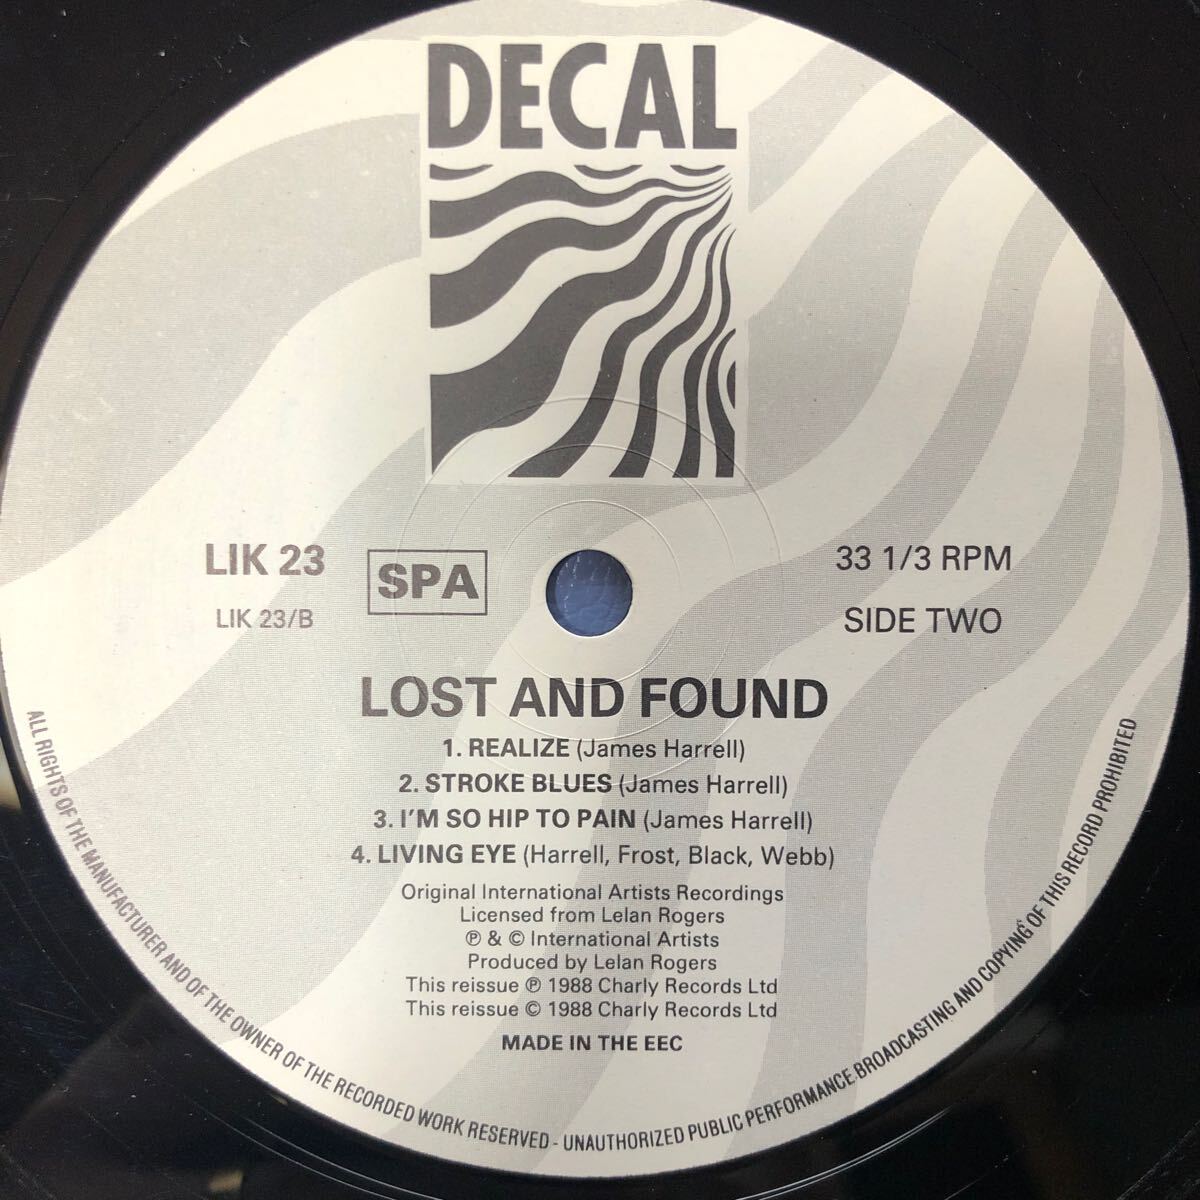 DECAL
LIK 23
LIK 23/B
SPA
33 1/3 RPM
SIDE TWO
LOST AND FOUND
1. REALIZE (James Harrell)
2. STROKE BLUES (James Harrell)
3. I'M SO HIP TO PAIN (James Harrell)
4. LIVING EYE (Harrell, Frost, Black, Webb)
Original International Artists Recordings
Licensed from Lelan Rogers
℗ & © International Artists
Produced by Lelan Rogers
This reissue ℗ 1988 Charly Records Ltd
This reissue © 1988 Charly Records Ltd
MADE IN THE EEC
ALL RIGHTS OF THE MANUFACTURER AND OF THE OWNER OF THE RECORDED WORK RESERVED - UNAUTHORIZED PUBLIC PERFORMANCE, BROADCASTING AND COPYING OF THIS RECORD PROHIBITED